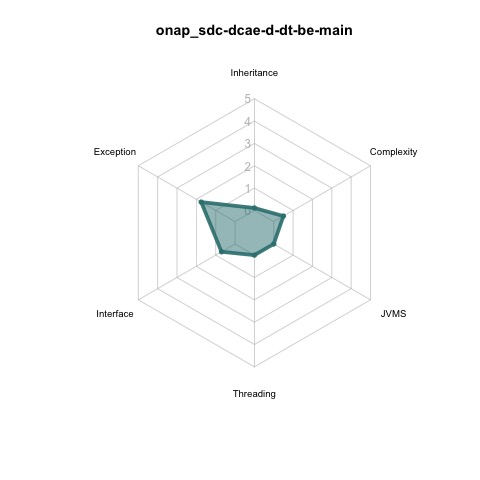 onap_sdc-dcae-d-dt-be-main
Inheritance
5
4
3
2
1
0
Exception
Complexity
Interface
JVMS
Threading